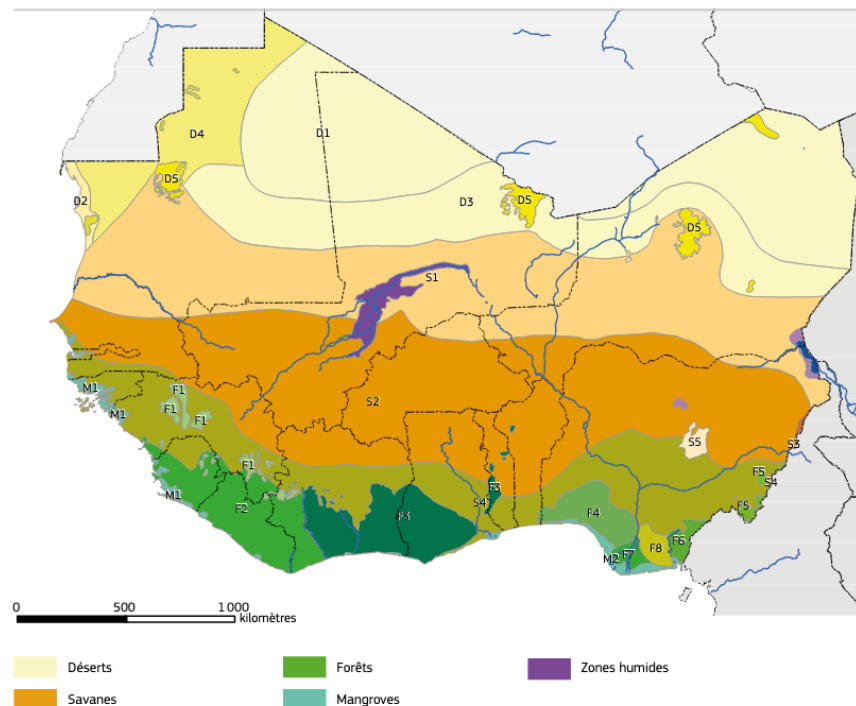 D4
D1
D5
D2
D3
D5
D5
S1
M1
F1
F1
F1
M1
S2
F1
S5
S3
M1
F2
F3
S4
F3
F4
F5
S4
F5
M2
F7
F8
F6
0 500 1 000
kilomètres
Déserts Forêts Zones humides
Savanes Mangroves